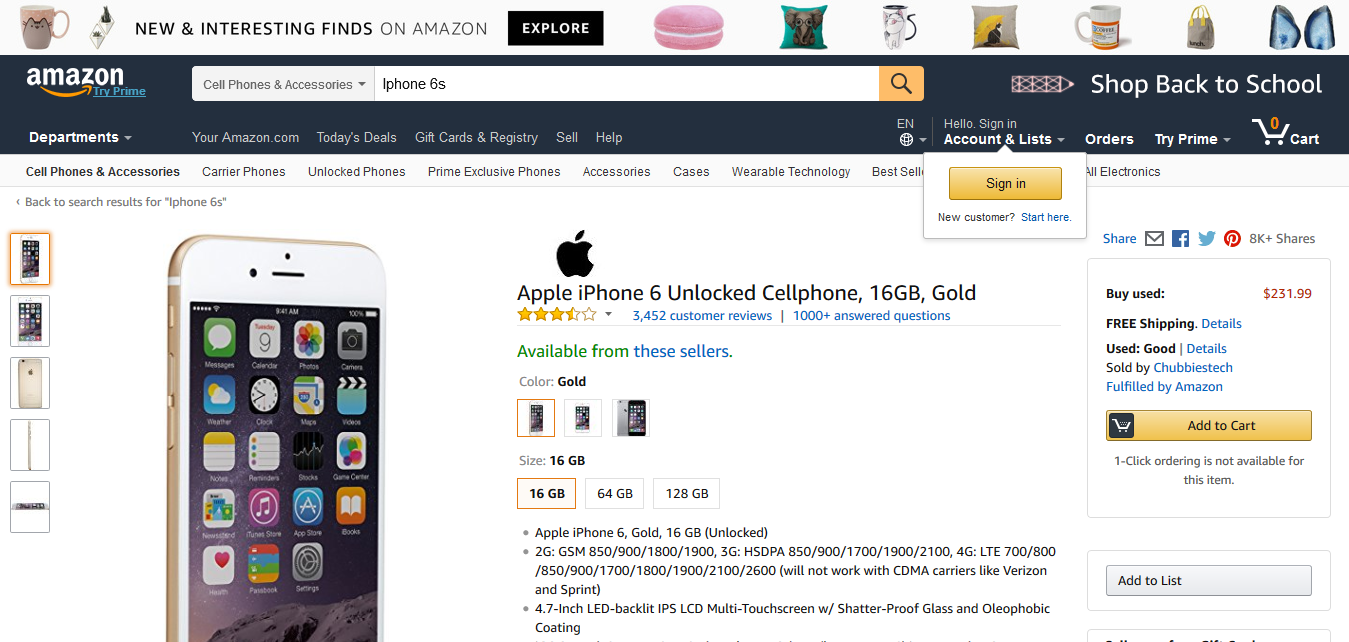 NEW & INTERESTING FINDS ON AMAZON EXPLORE
amazon
Try Prime
Cell Phones & Accessories
Iphone 6s
Shop Back to School
Departments
Your Amazon.com Today's Deals Gift Cards & Registry Sell Help
EN
Hello. Sign in
Account & Lists
Orders
Try Prime
0
Cart
Cell Phones & Accessories Carrier Phones Unlocked Phones Prime Exclusive Phones Accessories Cases Wearable Technology Best Selle All Electronics
Sign in
New customer? Start here.
‹ Back to search results for "Iphone 6s"
Share 8K+ Shares
9:41 AM 100%
Tuesday
9
Messages Calendar Photos Camera
Weather Clock Maps Videos
Notes Reminders Stocks Game Center
Newsstand iTunes Store App Store iBooks
Health Passbook Settings
Apple iPhone 6 Unlocked Cellphone, 16GB, Gold
3,452 customer reviews | 1000+ answered questions
Available from these sellers.
Color: Gold
Size: 16 GB
16 GB 64 GB 128 GB
• Apple iPhone 6, Gold, 16 GB (Unlocked)
• 2G: GSM 850/900/1800/1900, 3G: HSDPA 850/900/1700/1900/2100, 4G: LTE 700/800
/850/900/1700/1800/1900/2100/2600 (will not work with CDMA carriers like Verizon
and Sprint)
• 4.7-Inch LED-backlit IPS LCD Multi-Touchscreen w/ Shatter-Proof Glass and Oleophobic
Coating
Buy used: $231.99
FREE Shipping. Details
Used: Good | Details
Sold by Chubbiestech
Fulfilled by Amazon
Add to Cart
1-Click ordering is not available for
this item.
Add to List